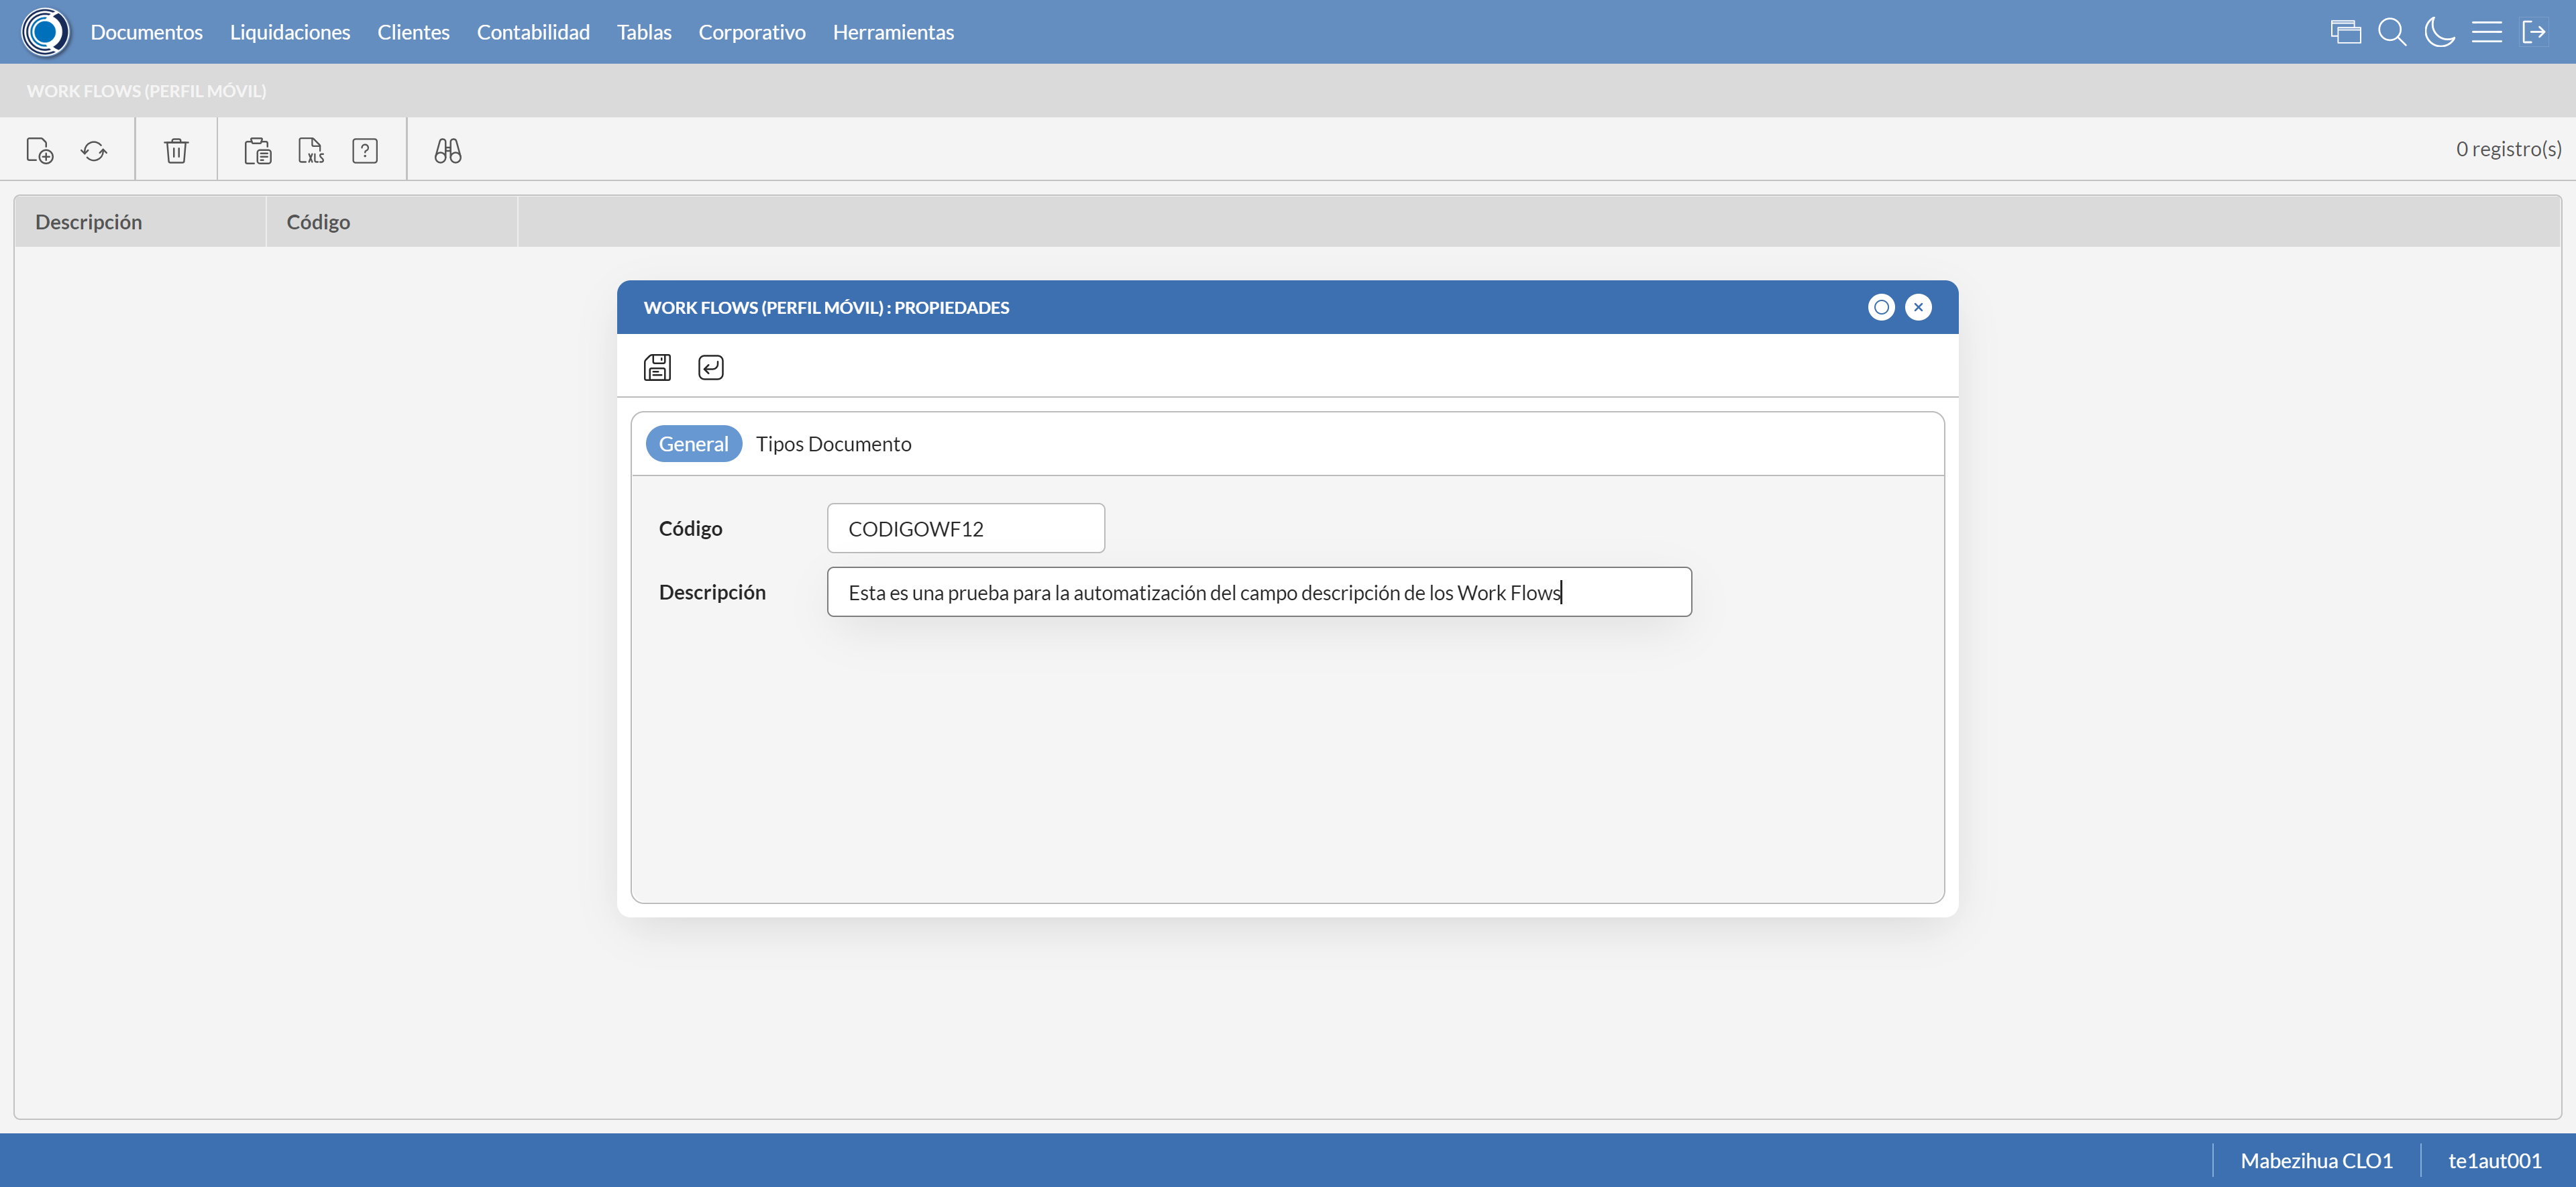 Documentos Liquidaciones Clientes Contabilidad Tablas Corporativo Herramientas
WORK FLOWS (PERFIL MÓVIL)
XLS ? 0 registro(s)
Descripción Código
WORK FLOWS (PERFIL MÓVIL) : PROPIEDADES
General Tipos Documento
Código CODIGOWF12
Descripción Esta es una prueba para la automatización del campo descripción de los Work Flows
Mabezihua CLO1 te1aut001